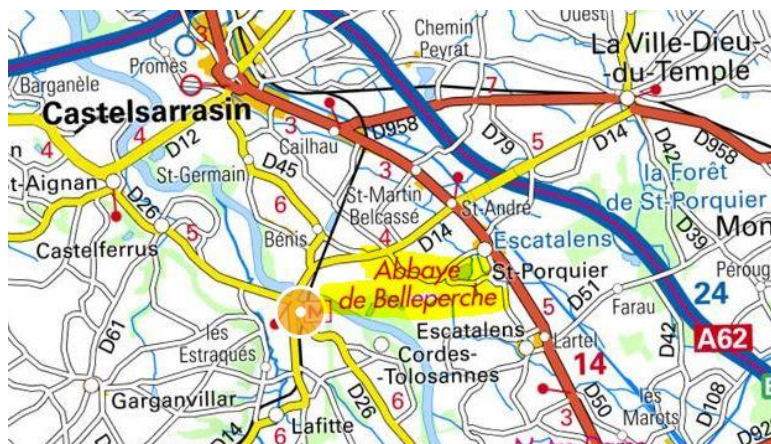 3
Chemin
Peyrat
Ouest
La Ville-Dieu-
-du-Temple
Promès
Barganèle
7
Castelsarrasin
4
4
D12
3
Cailhau
D958
D79
5
D14
D42
D958
t-Aignan
St-Germain
D45
3
la Forêt
de St-Porquier
D26
6
St-Martin
Belcassé
St-André
Castelferrus
5
Bénis
4
D14
Escatalens
D39
Mon
Abbaye
de Belleperche
St-Porquier
Pérou
D51
Farau
24
M
D61
les
Estraqués
Escatalens
5
Lartel
D42
A62
Cordes-
-Tolosannes
14
Garganvillar
D26
6
D50
les
Marots
D108
D14
Lafitte
6
3
D92